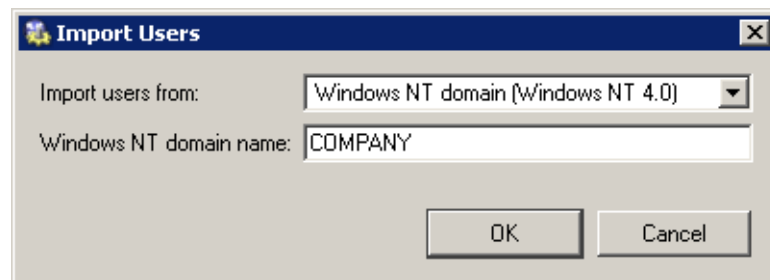 Import Users
Import users from: Windows NT domain (Windows NT 4.0)
Windows NT domain name: COMPANY
OK Cancel